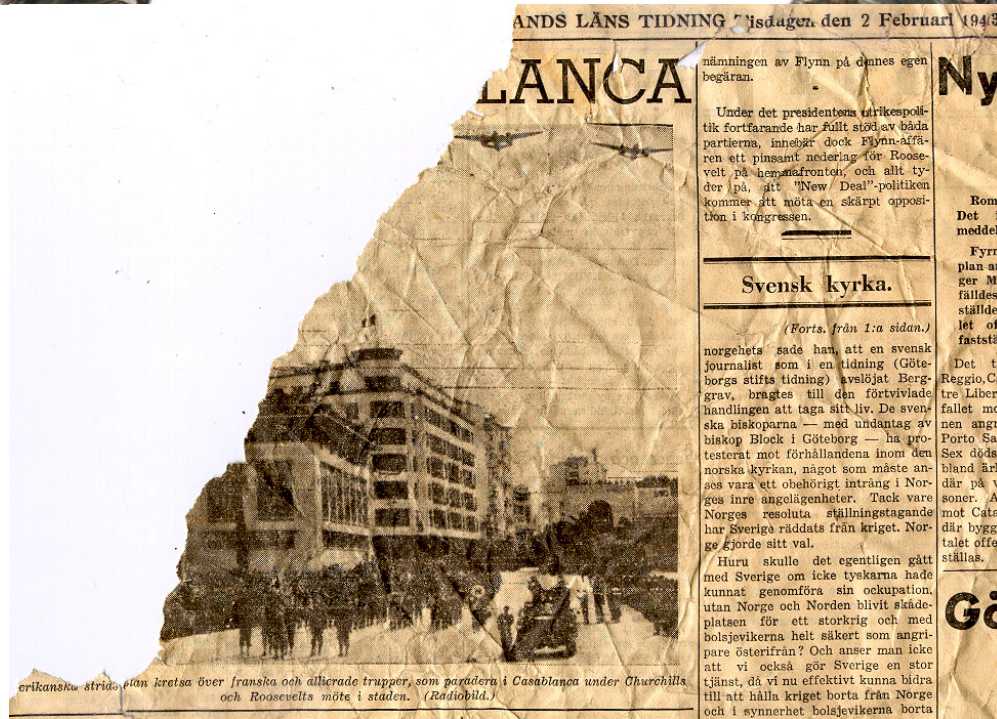 ANDS LÄNS TIDNING Tisdagen den 2 Februari 1943
LANCA
erikanska stridsplan kretsa över franska och allierade trupper, som paradera i Casablanca under Churchills
och Roosevelts möte i staden. (Radiobild.)
nämningen av Flynn på dennes egen
begäran.
Under det presidentens utrikespoli-
tik fortfarande har fullt stöd av båda
partierna, innebär dock Flynn-affä-
ren ett pinsamt nederlag för Roose-
velt på hemmafronten, och allt ty-
der på, att "New Deal"-politiken
kommer att möta en skärpt opposi-
tion i kongressen.
Svensk kyrka.
(Forts. från 1:a sidan.)
norgehets sade han, att en svensk
journalist som i en tidning (Göte-
borgs stifts tidning) avslöjat Berg-
grav, bragtes till den förtvivlade
handlingen att taga sitt liv. De sven-
ska biskoparna — med undantag av
biskop Block i Göteborg — ha pro-
testerat mot förhållandena inom den
norska kyrkan, något som måste an-
ses vara ett obehörigt intrång i Nor-
ges inre angelägenheter. Tack vare
Norges resoluta ställningstagande
har Sverige räddats från kriget. Nor-
ge gjorde sitt val.
Huru skulle det egentligen gått
med Sverige om icke tyskarna hade
kunnat genomföra sin ockupation,
utan Norge och Norden blivit skåde-
platsen för ett storkrig och med
bolsjevikerna helt säkert som angri-
pare österifrån? Och anser man icke
att vi också gör Sverige en stor
tjänst, då vi nu effektivt kunna bidra
till att hålla kriget borta från Norge
och i synnerhet bolsjevikerna borta
Ny
Rom
Det i
meddel
Fyrr
plan an
ger M
fälldes
ställde
let of
faststä
Det t
Reggio, C
tre Liber
fallet mo
nen angr
Porto Sa
Sex döds
bland ärl
där på v
soner. A
mot Cata
där bygg
talet offe
ställas.
Gö